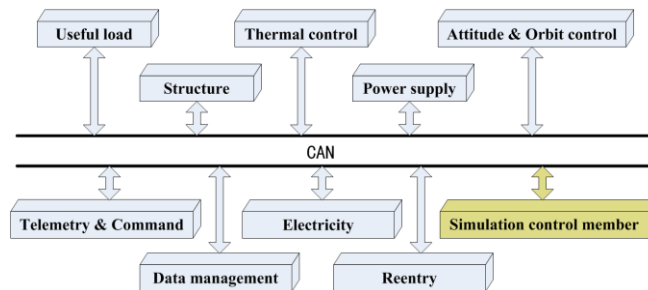 Useful load
Thermal control
Attitude & Orbit control
Structure
Power supply
CAN
Telemetry & Command
Electricity
Simulation control member
Data management
Reentry